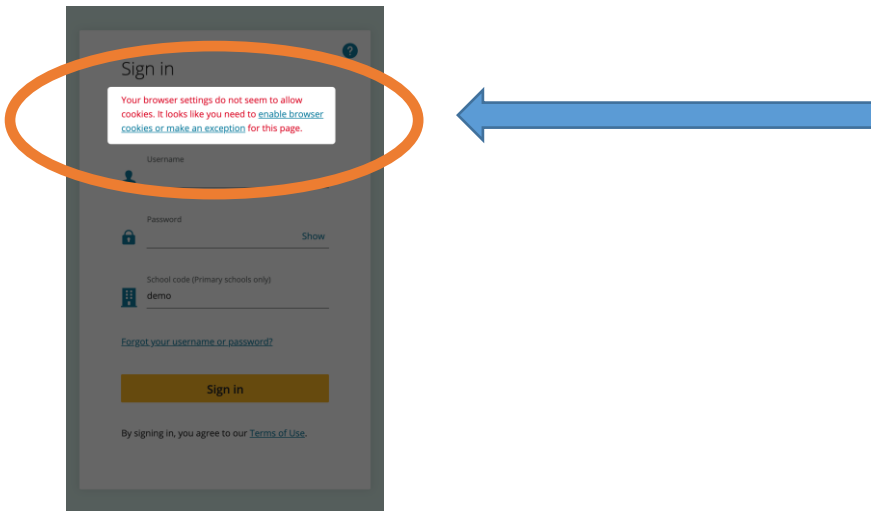 ?
Sign in
Your browser settings do not seem to allow
cookies. It looks like you need to enable browser
cookies or make an exception for this page.
Username
Password
Show
School code (Primary schools only)
demo
Forgot your username or password?
Sign in
By signing in, you agree to our Terms of Use.